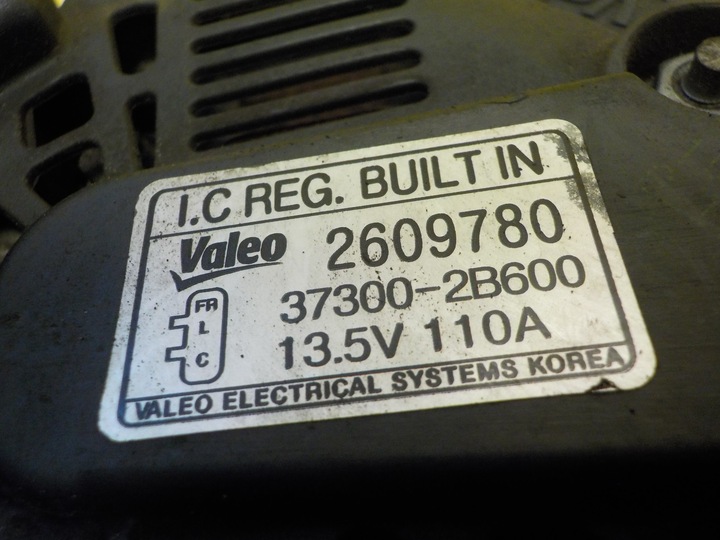 I.C REG. BUILT IN
Valeo 2609780
37300-2B600
13.5V 110A
FR
L
C
VALEO ELECTRICAL SYSTEMS KOREA